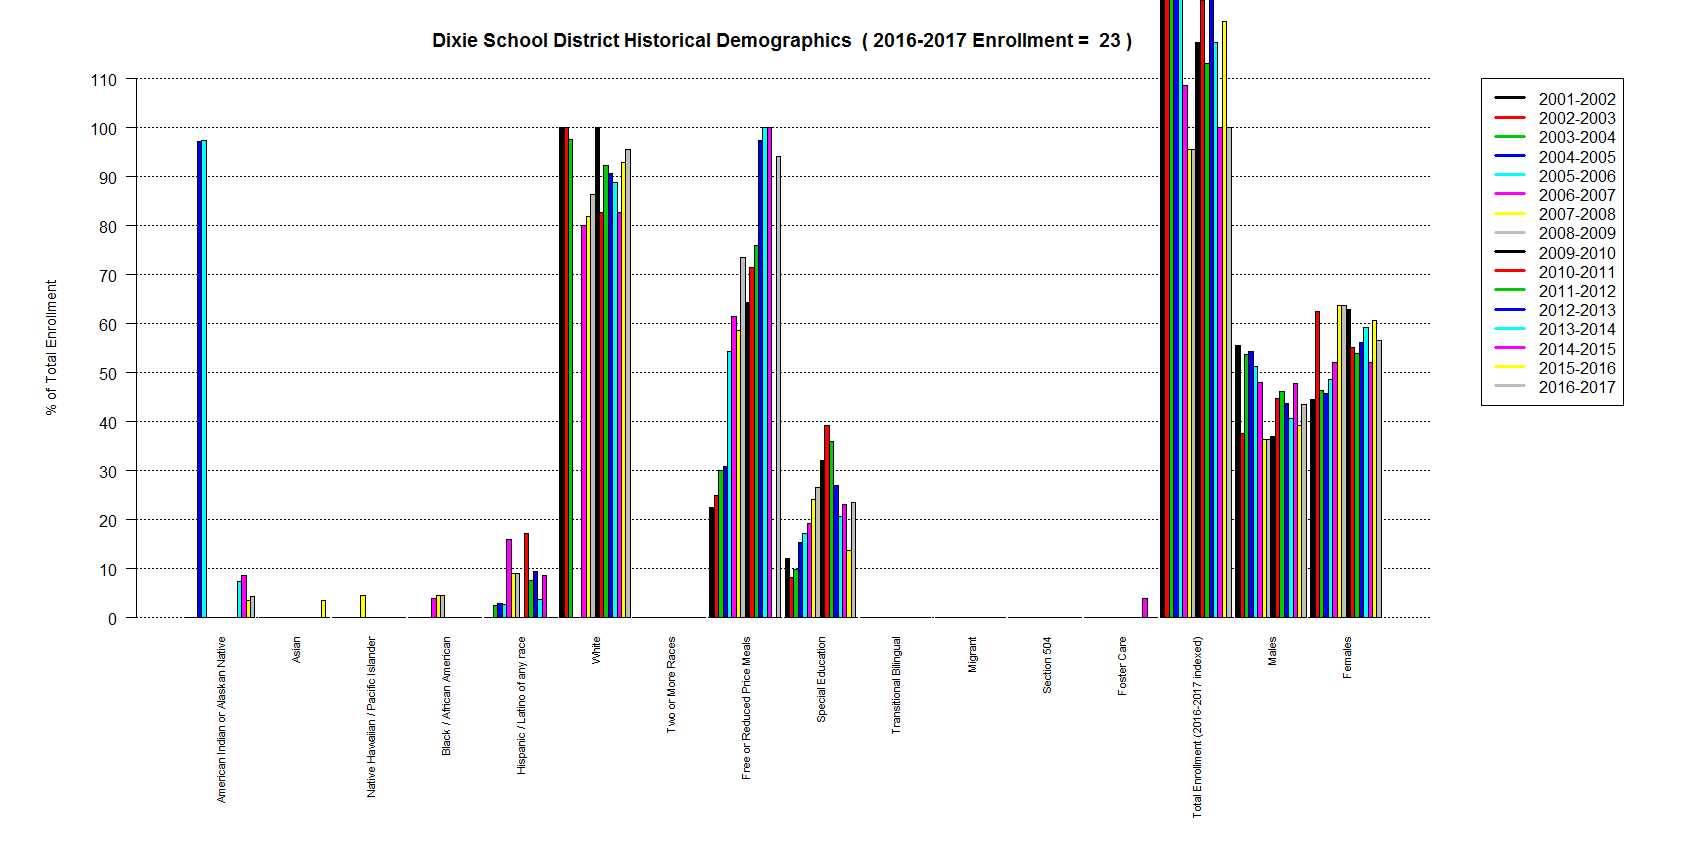 Dixie School District Historical Demographics ( 2016-2017 Enrollment = 23 )
% of Total Enrollment
110
100
90
80
70
60
50
40
30
20
10
0
American Indian or Alaskan Native
Asian
Native Hawaiian / Pacific Islander
Black / African American
Hispanic / Latino of any race
White
Two or More Races
Free or Reduced Price Meals
Special Education
Transitional Bilingual
Migrant
Section 504
Foster Care
Total Enrollment (2016-2017 indexed)
Males
Females
2001-2002
2002-2003
2003-2004
2004-2005
2005-2006
2006-2007
2007-2008
2008-2009
2009-2010
2010-2011
2011-2012
2012-2013
2013-2014
2014-2015
2015-2016
2016-2017